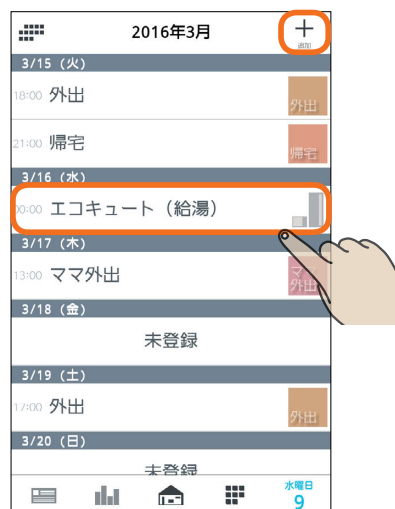 2016年3月
追加
3/15（火）
18:00 外出
外出
21:00 帰宅
帰宅
3/16（水）
00:00 エコキュート（給湯）
3/17（木）
13:00 ママ外出
ママ
外出
3/18（金）
未登録
3/19（土）
17:00 外出
外出
3/20（日）
未登録
水曜日
9